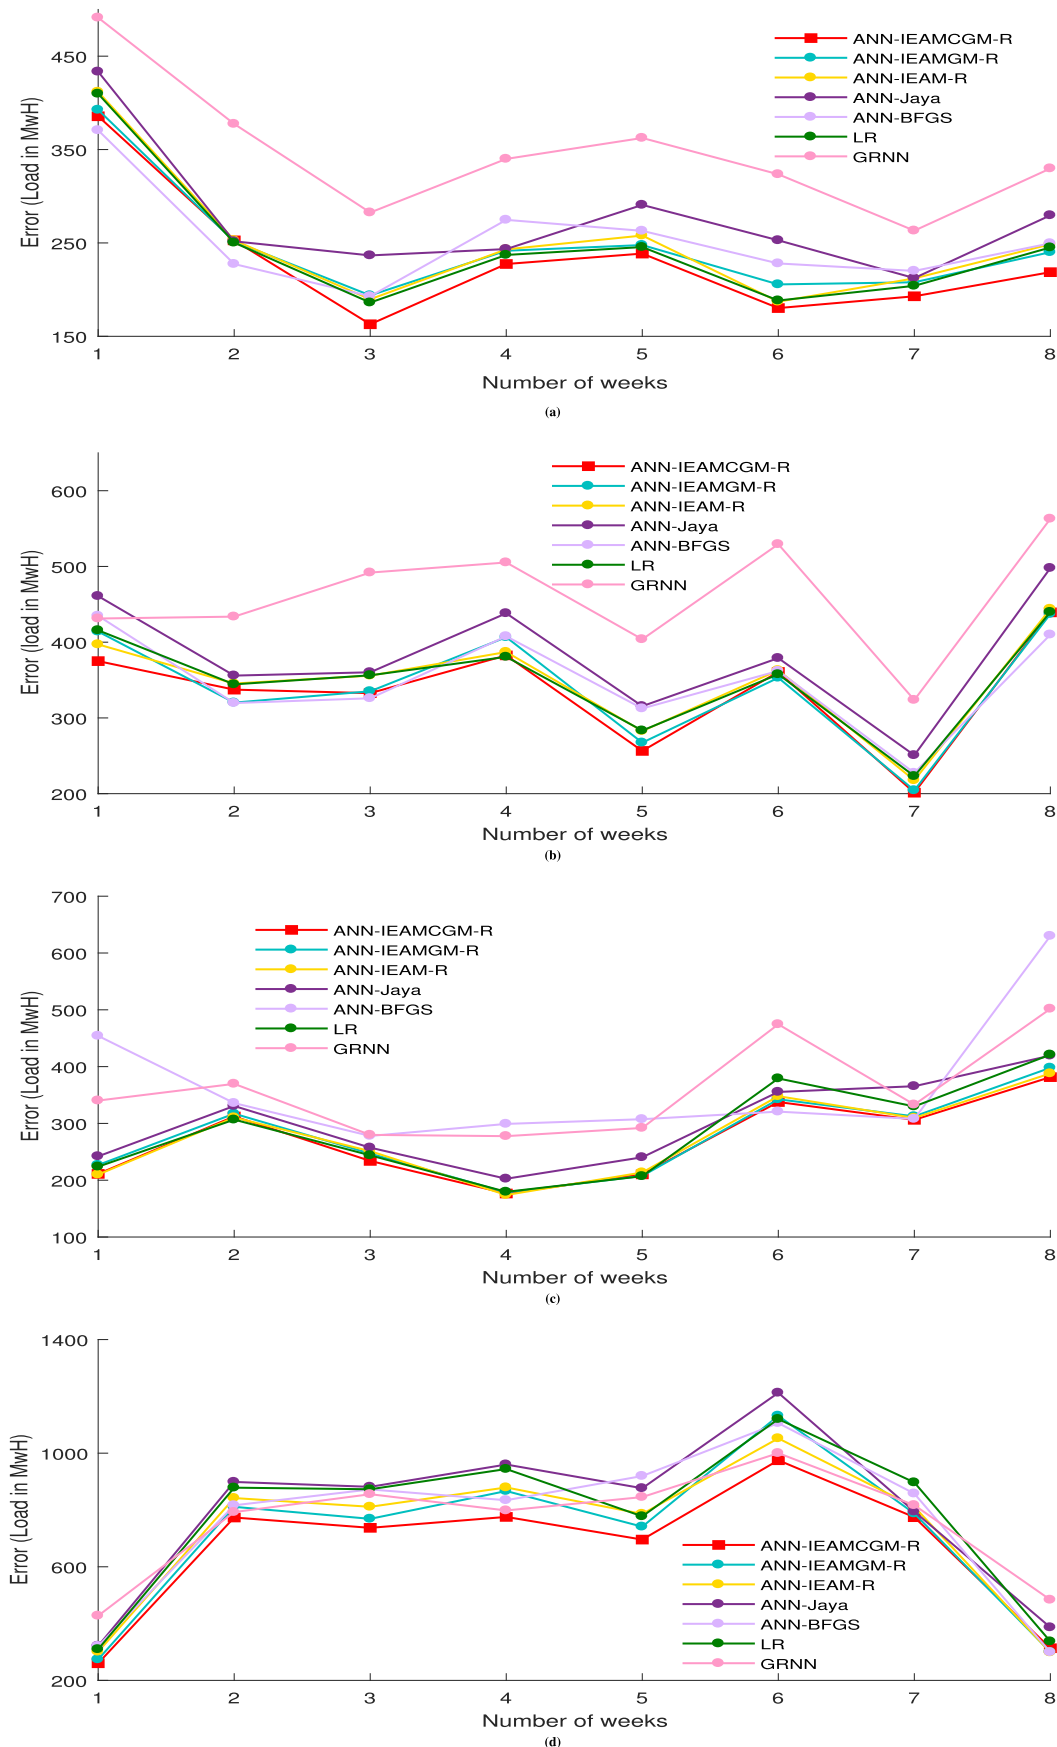 450
350
250
150
Error (Load in MwH)
ANN-IEAMCGM-R
ANN-IEAMGM-R
ANN-IEAM-R
ANN-Jaya
ANN-BFGS
LR
GRNN
1 2 3 4 5 6 7 8
Number of weeks
(a)
600
500
400
300
200
Error (load in MwH)
ANN-IEAMCGM-R
ANN-IEAMGM-R
ANN-IEAM-R
ANN-Jaya
ANN-BFGS
LR
GRNN
1 2 3 4 5 6 7 8
Number of weeks
(b)
700
600
500
400
300
200
100
Error (Load in MwH)
ANN-IEAMCGM-R
ANN-IEAMGM-R
ANN-IEAM-R
ANN-Jaya
ANN-BFGS
LR
GRNN
1 2 3 4 5 6 7 8
Number of weeks
(c)
1400
1000
600
200
Error (Load in MwH)
ANN-IEAMCGM-R
ANN-IEAMGM-R
ANN-IEAM-R
ANN-Jaya
ANN-BFGS
LR
GRNN
1 2 3 4 5 6 7 8
Number of weeks
(d)